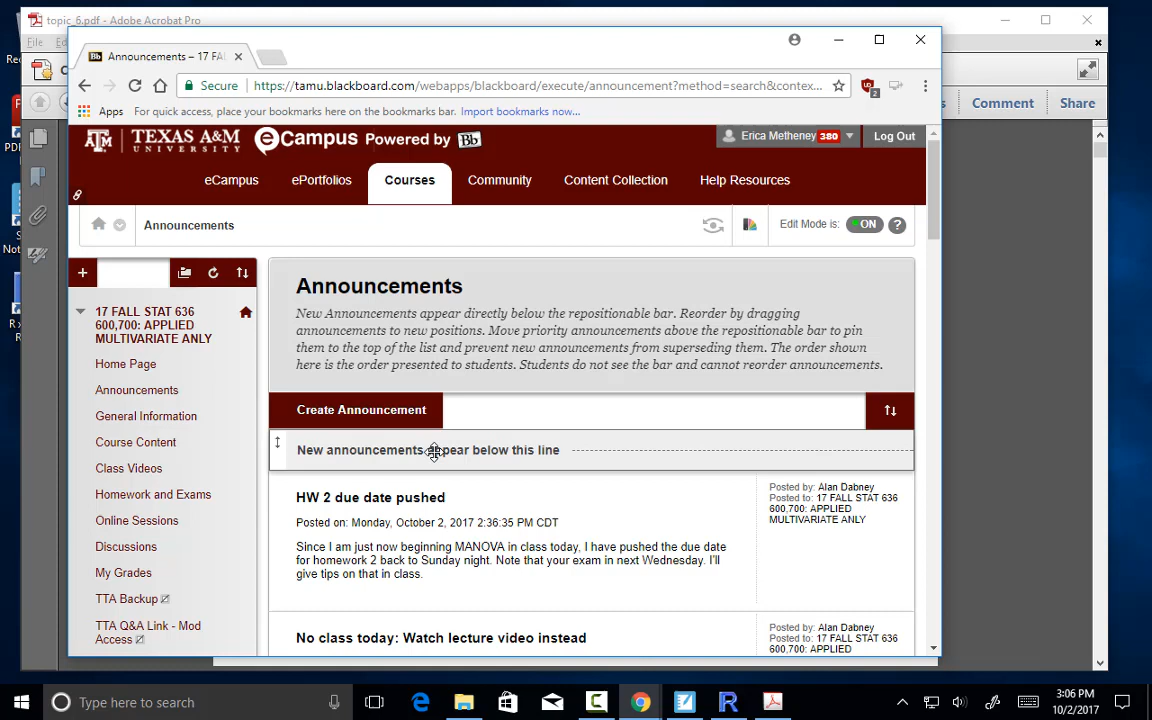 topic_6.pdf - Adobe Acrobat Pro
File
Announcements – 17 FAL
Secure https://tamu.blackboard.com/webapps/blackboard/execute/announcement?method=search&contex...
Apps For quick access, place your bookmarks here on the bookmarks bar. Import bookmarks now...
Comment Share
TEXAS A&M UNIVERSITY eCampus Powered by Bb
Erica Metheney 380 Log Out
eCampus ePortfolios Courses Community Content Collection Help Resources
Announcements Edit Mode is: ON ?
17 FALL STAT 636
600,700: APPLIED
MULTIVARIATE ANLY
Home Page
Announcements
General Information
Course Content
Class Videos
Homework and Exams
Online Sessions
Discussions
My Grades
TTA Backup
TTA Q&A Link - Mod
Access
Announcements
New Announcements appear directly below the repositionable bar. Reorder by dragging
announcements to new positions. Move priority announcements above the repositionable bar to pin
them to the top of the list and prevent new announcements from superseding them. The order shown
here is the order presented to students. Students do not see the bar and cannot reorder announcements.
Create Announcement
New announcements appear below this line
HW 2 due date pushed
Posted on: Monday, October 2, 2017 2:36:35 PM CDT
Since I am just now beginning MANOVA in class today, I have pushed the due date
for homework 2 back to Sunday night. Note that your exam in next Wednesday. I'll
give tips on that in class.
Posted by: Alan Dabney
Posted to: 17 FALL STAT 636
600,700: APPLIED
MULTIVARIATE ANLY
No class today: Watch lecture video instead
Posted by: Alan Dabney
Posted to: 17 FALL STAT 636
Type here to search
3:06 PM
10/2/2017